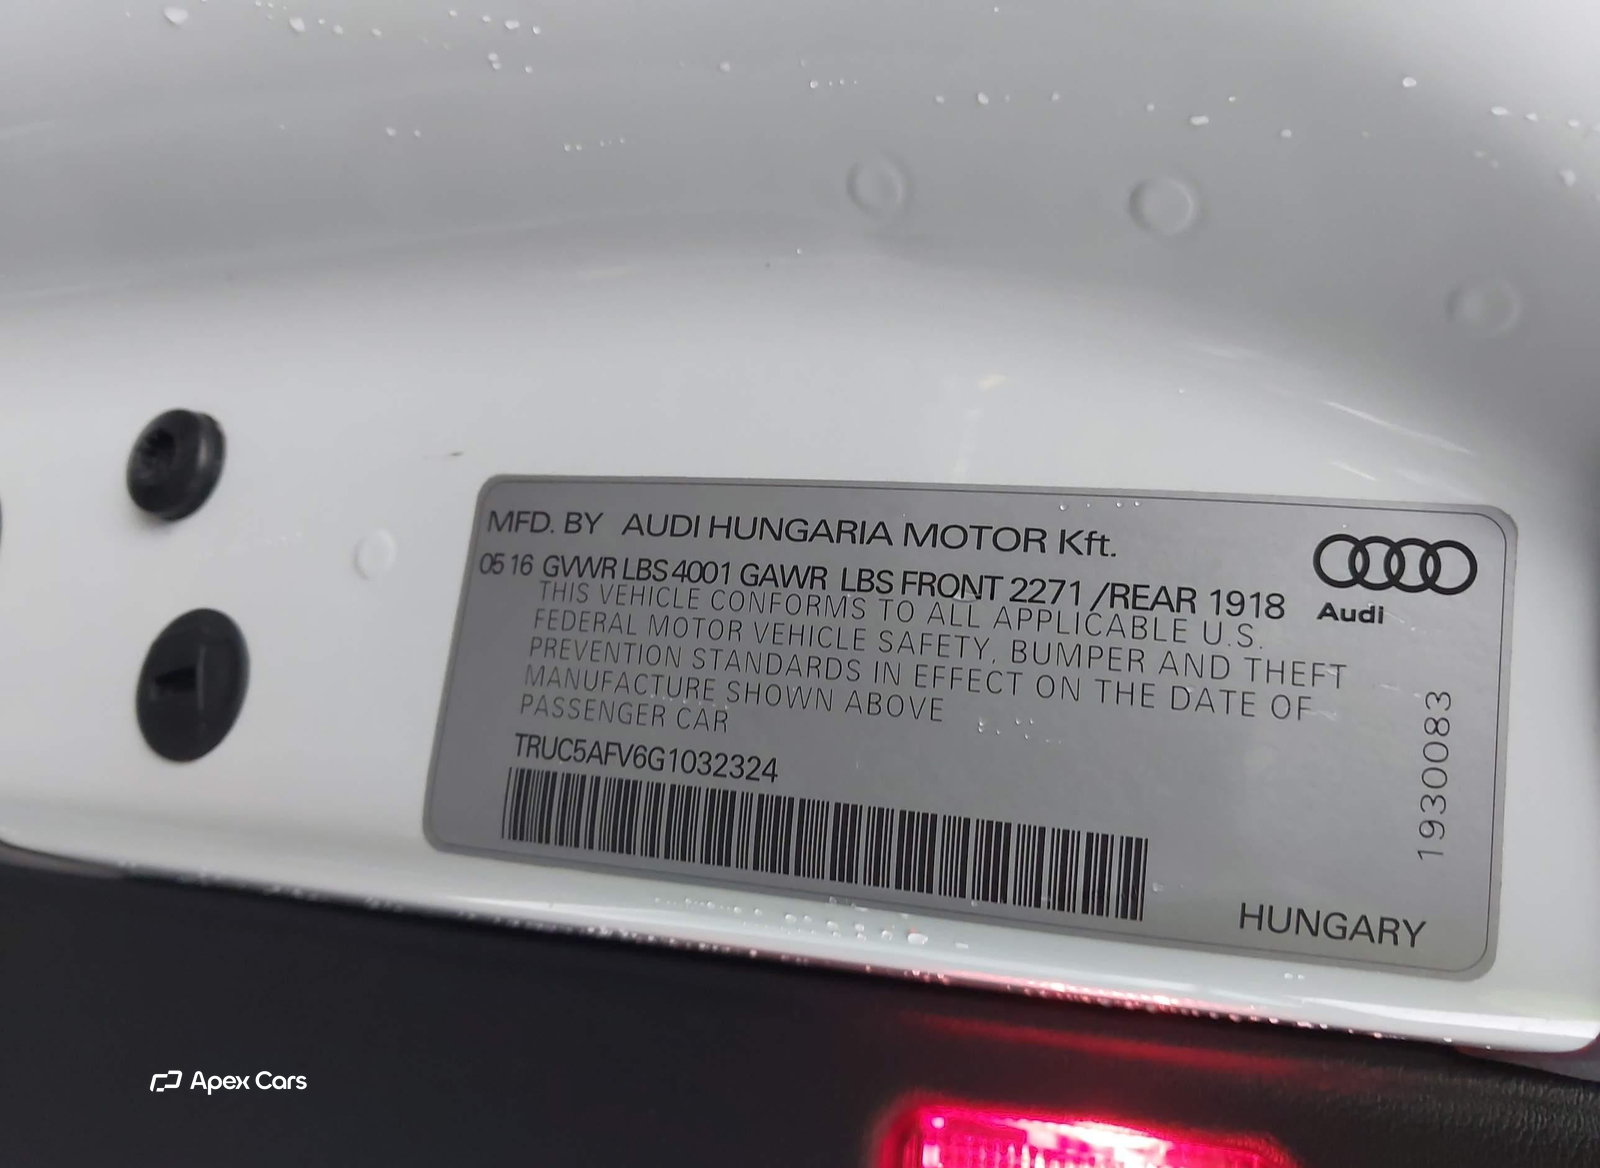 MFD. BY AUDI HUNGARIA MOTOR Kft.
05 16 GVWR LBS 4001 GAWR LBS FRONT 2271 /REAR 1918
THIS VEHICLE CONFORMS TO ALL APPLICABLE U.S.
FEDERAL MOTOR VEHICLE SAFETY, BUMPER AND THEFT
PREVENTION STANDARDS IN EFFECT ON THE DATE OF
MANUFACTURE SHOWN ABOVE
PASSENGER CAR
TRUC5AFV6G1032324
Audi
1930083
HUNGARY
Apex Cars